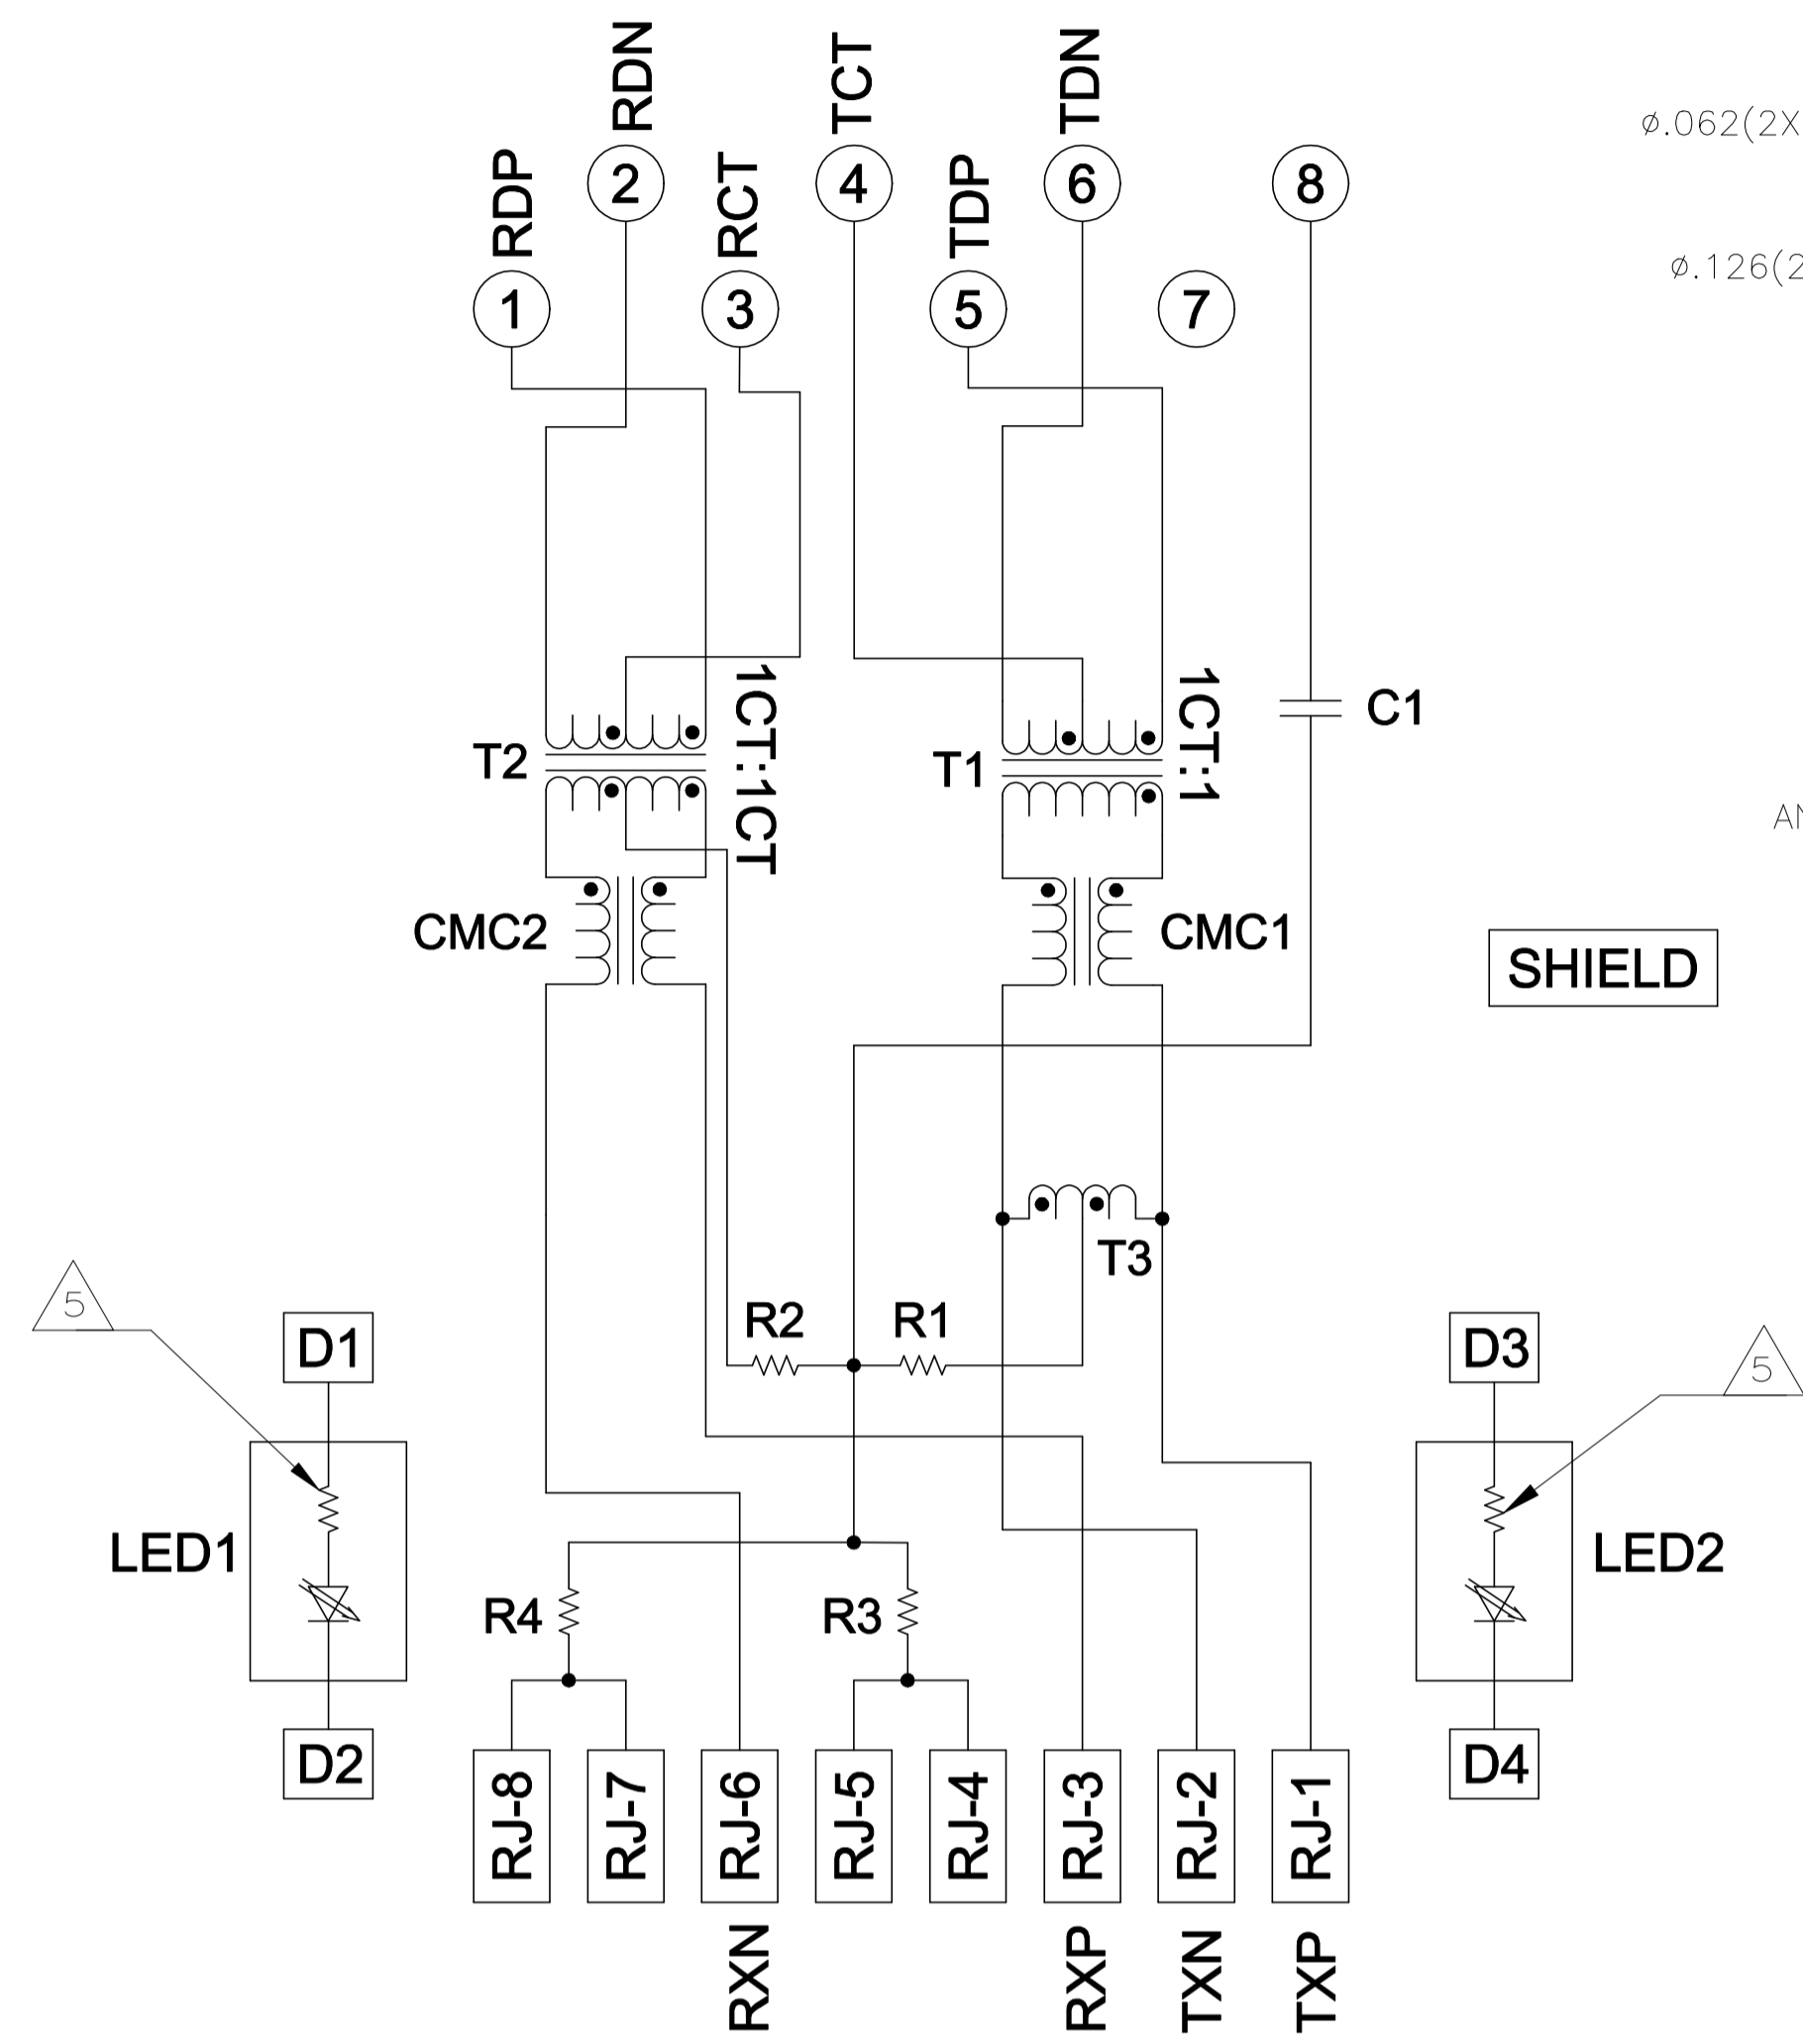 RDN
TCT
TDN
ø.062(2X
RDP
2
RCT
4
TDP
6
8
ø.126(2
1
3
5
7
1CT:1CT
1CT:1
C1
T2
T1
AN
CMC2
CMC1
SHIELD
T3
5
R2
R1
D1
D3
5
LED1
LED2
R4
R3
D2
D4
RJ-8
RJ-7
RJ-6
RJ-5
RJ-4
RJ-3
RJ-2
RJ-1
RXN
RXP
TXN
TXP